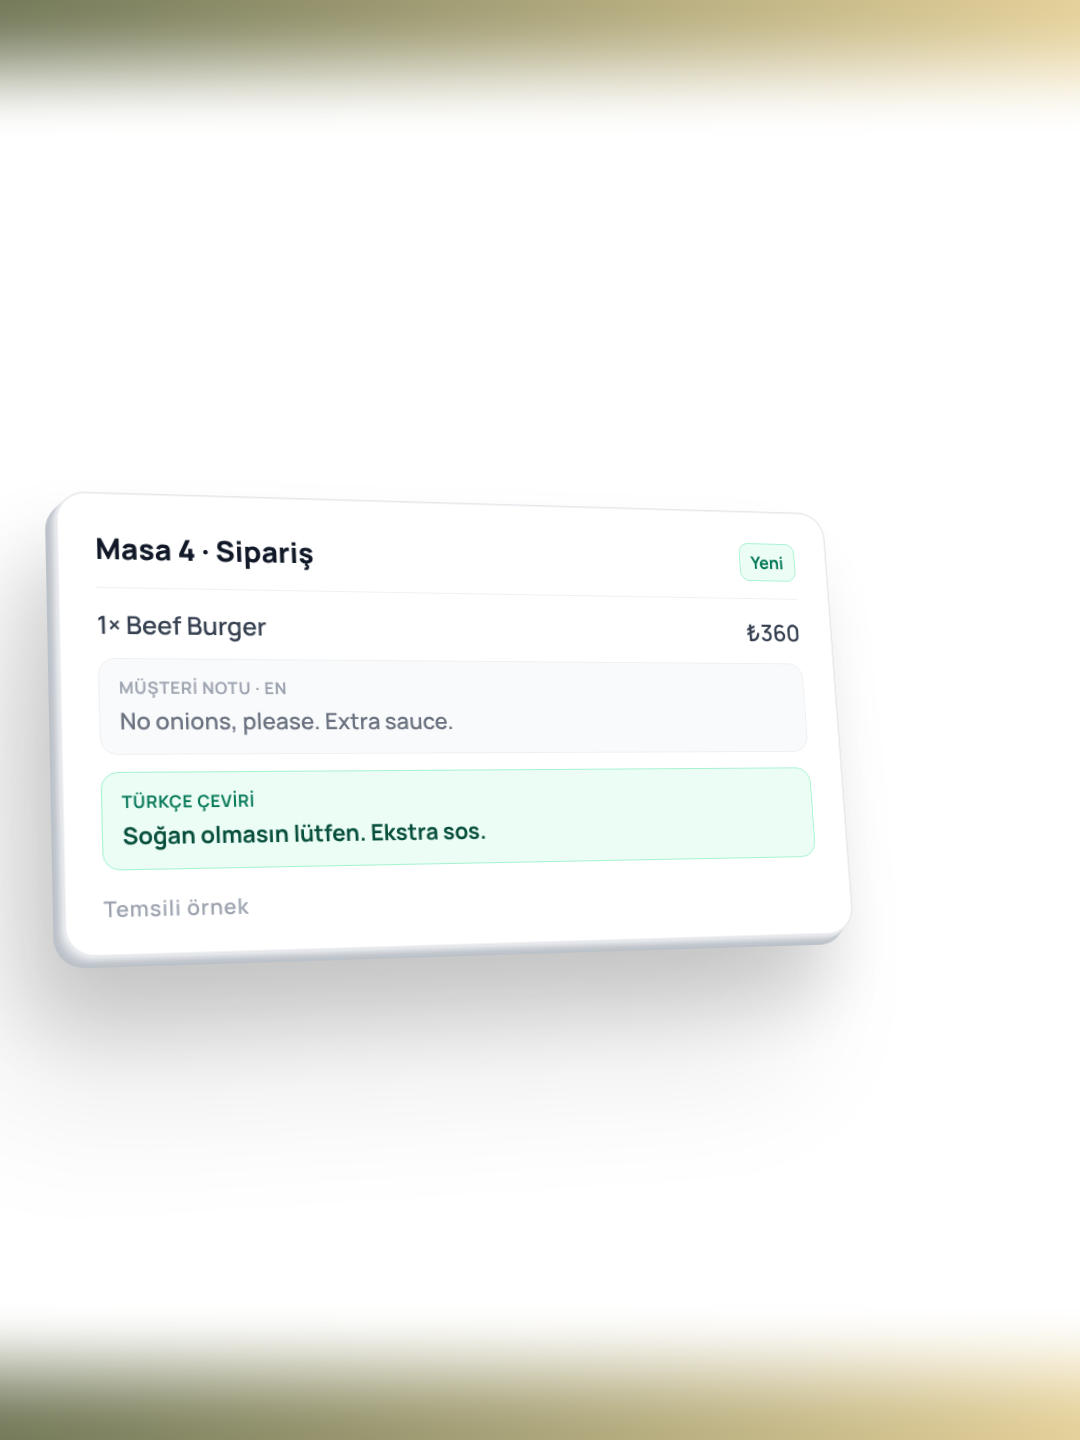 Masa 4 · Sipariş
Yeni
1× Beef Burger
₺360
MÜŞTERİ NOTU · EN
No onions, please. Extra sauce.
TÜRKÇE ÇEVİRİ
Soğan olmasın lütfen. Ekstra sos.
Temsili örnek